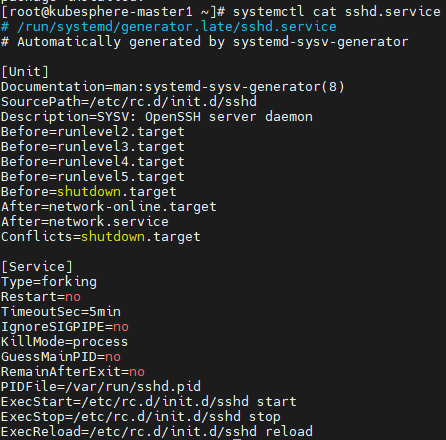 [root@kubesphere-master1 ~]# systemctl cat sshd.service
# /run/systemd/generator.late/sshd.service
# Automatically generated by systemd-sysv-generator
[Unit]
Documentation=man:systemd-sysv-generator(8)
SourcePath=/etc/rc.d/init.d/sshd
Description=SYSV: OpenSSH server daemon
Before=runlevel2.target
Before=runlevel3.target
Before=runlevel4.target
Before=runlevel5.target
Before=shutdown.target
After=network-online.target
After=network.service
Conflicts=shutdown.target
[Service]
Type=forking
Restart=no
TimeoutSec=5min
IgnoreSIGPIPE=no
KillMode=process
GuessMainPID=no
RemainAfterExit=no
PIDFile=/var/run/sshd.pid
ExecStart=/etc/rc.d/init.d/sshd start
ExecStop=/etc/rc.d/init.d/sshd stop
ExecReload=/etc/rc.d/init.d/sshd reload